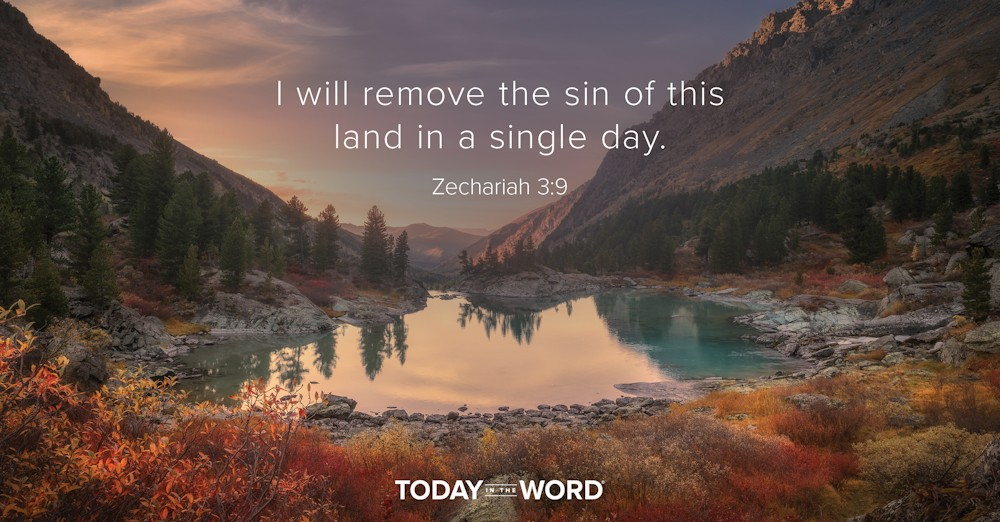 I will remove the sin of this
land in a single day.
Zechariah 3:9
TODAY IN THE WORD®